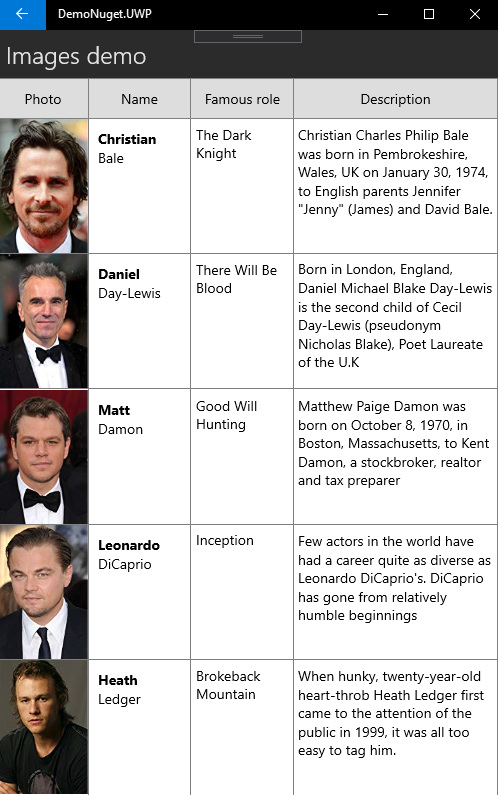 DemoNuget.UWP
Images demo
Photo Name Famous role Description
Christian
Bale
The Dark
Knight
Christian Charles Philip Bale
was born in Pembrokeshire,
Wales, UK on January 30, 1974,
to English parents Jennifer
"Jenny" (James) and David Bale.
Daniel
Day-Lewis
There Will Be
Blood
Born in London, England,
Daniel Michael Blake Day-Lewis
is the second child of Cecil
Day-Lewis (pseudonym
Nicholas Blake), Poet Laureate
of the U.K
Matt
Damon
Good Will
Hunting
Matthew Paige Damon was
born on October 8, 1970, in
Boston, Massachusetts, to Kent
Damon, a stockbroker, realtor
and tax preparer
Leonardo
DiCaprio
Inception
Few actors in the world have
had a career quite as diverse as
Leonardo DiCaprio's. DiCaprio
has gone from relatively
humble beginnings
Heath
Ledger
Brokeback
Mountain
When hunky, twenty-year-old
heart-throb Heath Ledger first
came to the attention of the
public in 1999, it was all too
easy to tag him.